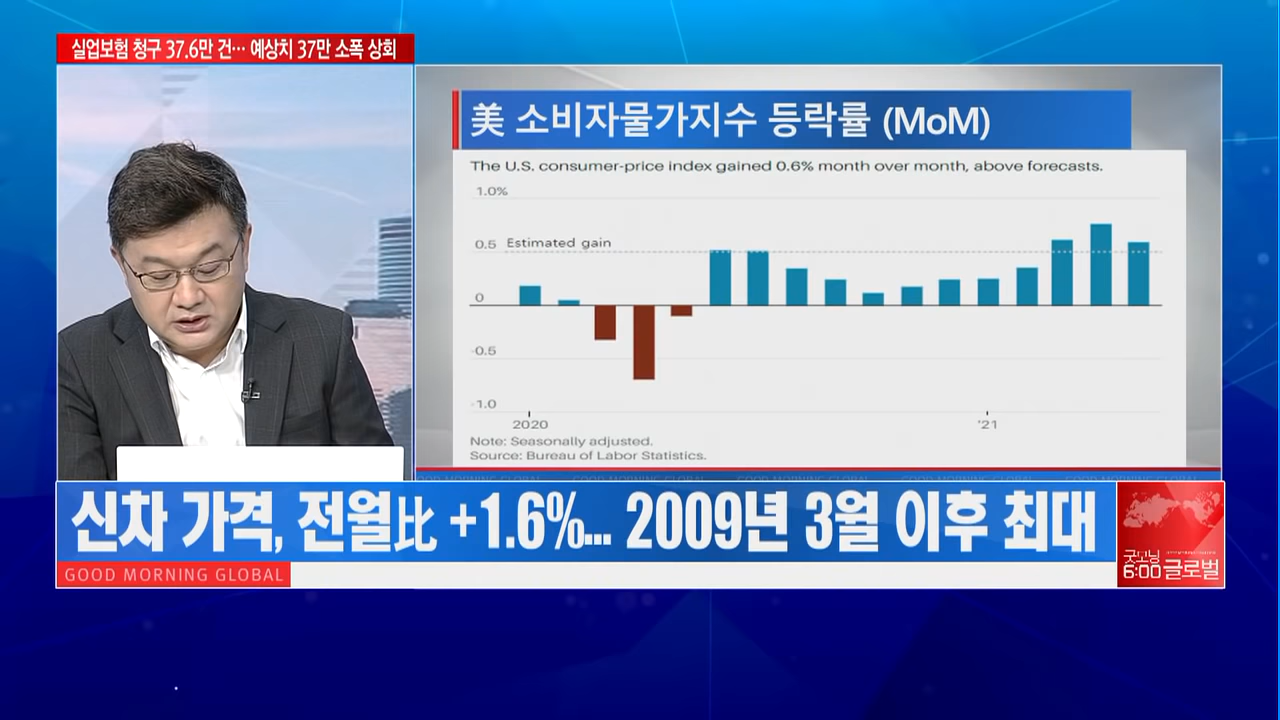 실업보험 청구 37.6만 건… 예상치 37만 소폭 상회
美 소비자물가지수 등락률 (MoM)
The U.S. consumer-price index gained 0.6% month over month, above forecasts.
1.0%
0.5 Estimated gain
0
-0.5
-1.0
2020 '21
Note: Seasonally adjusted.
Source: Bureau of Labor Statistics.
신차 가격, 전월比 +1.6%... 2009년 3월 이후 최대
GOOD MORNING GLOBAL
굿모닝
6:00 글로벌